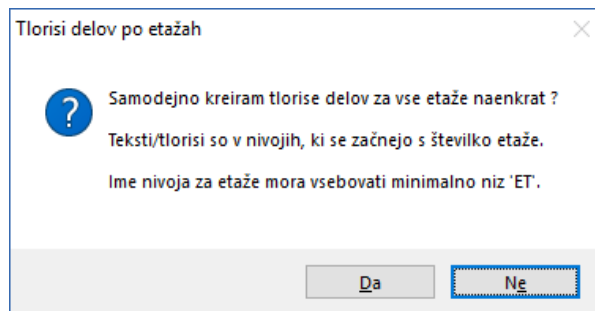 Tlorisi delov po etažah
Samodejno kreiram tlorise delov za vse etaže naenkrat ?
Teksti/tlorisi so v nivojih, ki se začnejo s številko etaže.
Ime nivoja za etaže mora vsebovati minimalno niz 'ET'.
Da
Ne